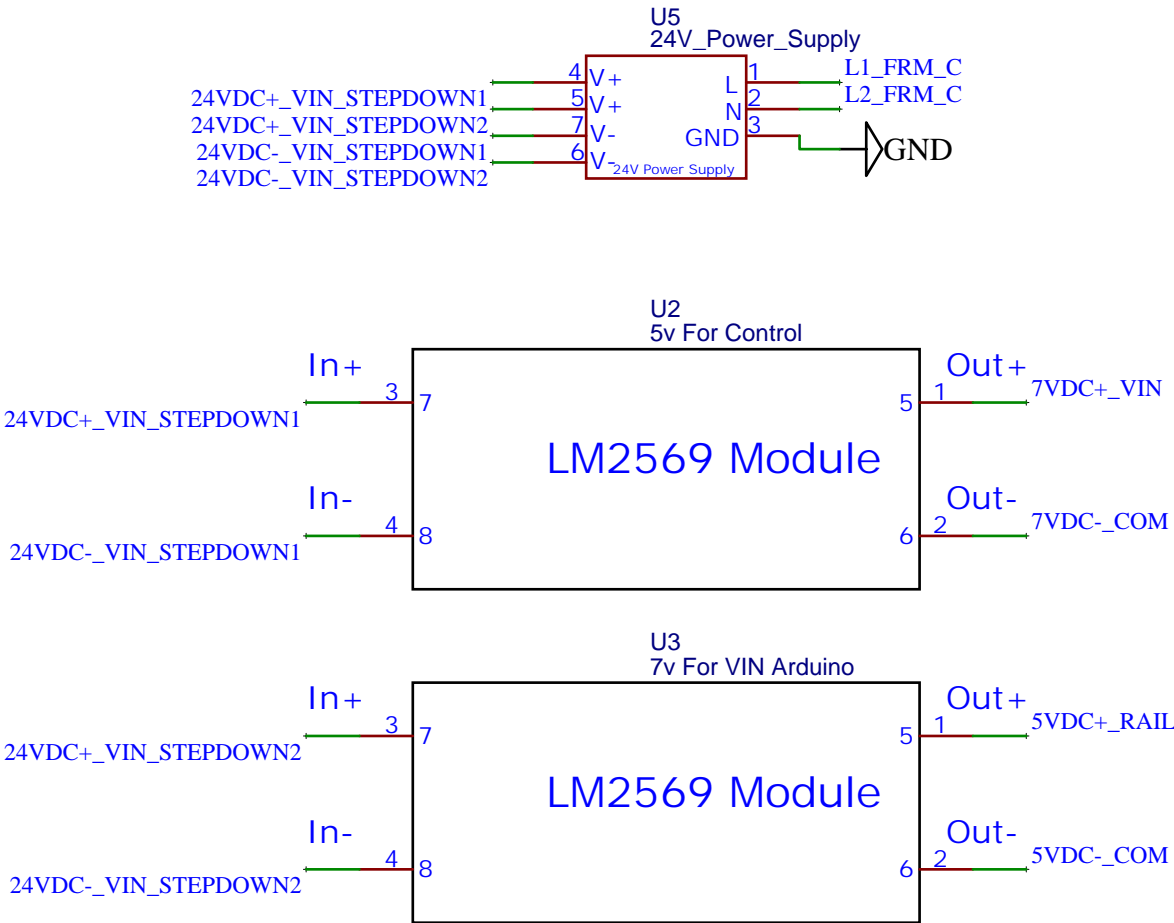 U5
24V_Power_Supply
4 V+ L 1 L1_FRM_C
24VDC+_VIN_STEPDOWN1 5 V+ N 2 L2_FRM_C
24VDC+_VIN_STEPDOWN2 7 V- GND 3 GND
24VDC-_VIN_STEPDOWN1 6 V- 24V Power Supply
24VDC-_VIN_STEPDOWN2
U2
5v For Control
In+ Out+
24VDC+_VIN_STEPDOWN1 3 7 5 1 7VDC+_VIN
LM2569 Module
In- Out-
24VDC-_VIN_STEPDOWN1 4 8 6 2 7VDC-_COM
U3
7v For VIN Arduino
In+ Out+
24VDC+_VIN_STEPDOWN2 3 7 5 1 5VDC+_RAIL
LM2569 Module
In- Out-
24VDC-_VIN_STEPDOWN2 4 8 6 2 5VDC-_COM